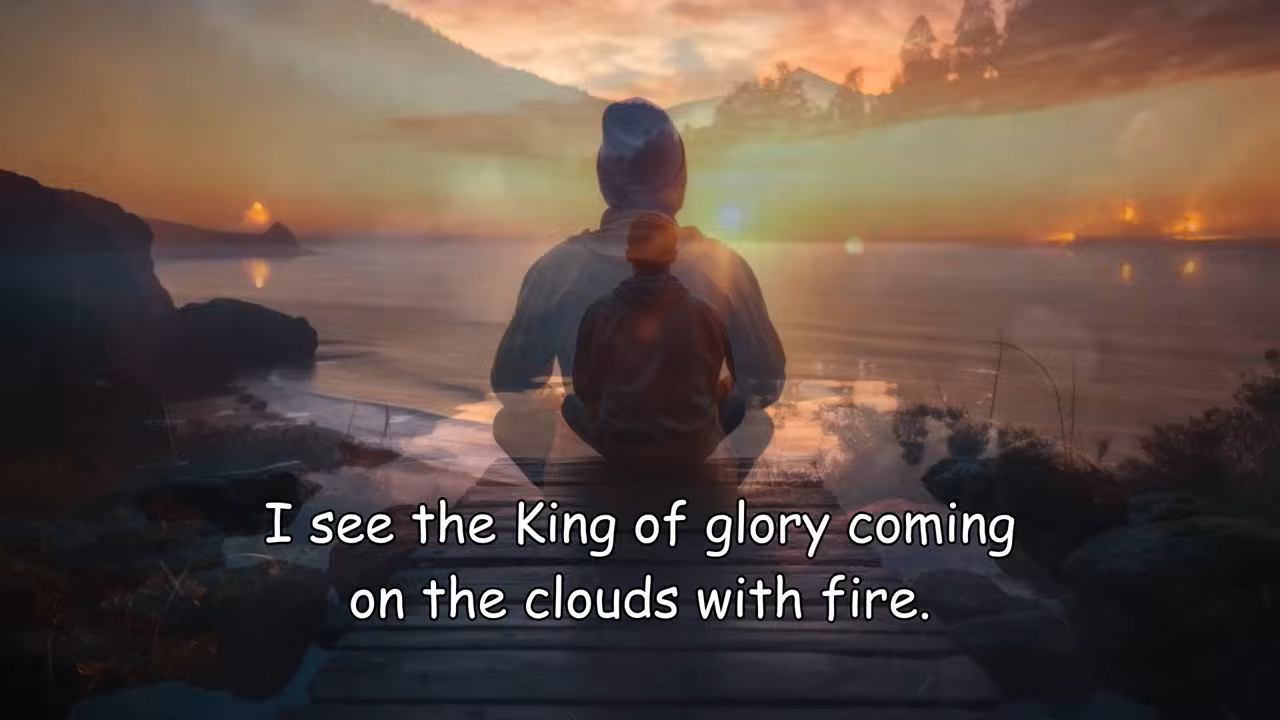 I see the King of glory coming
on the clouds with fire.